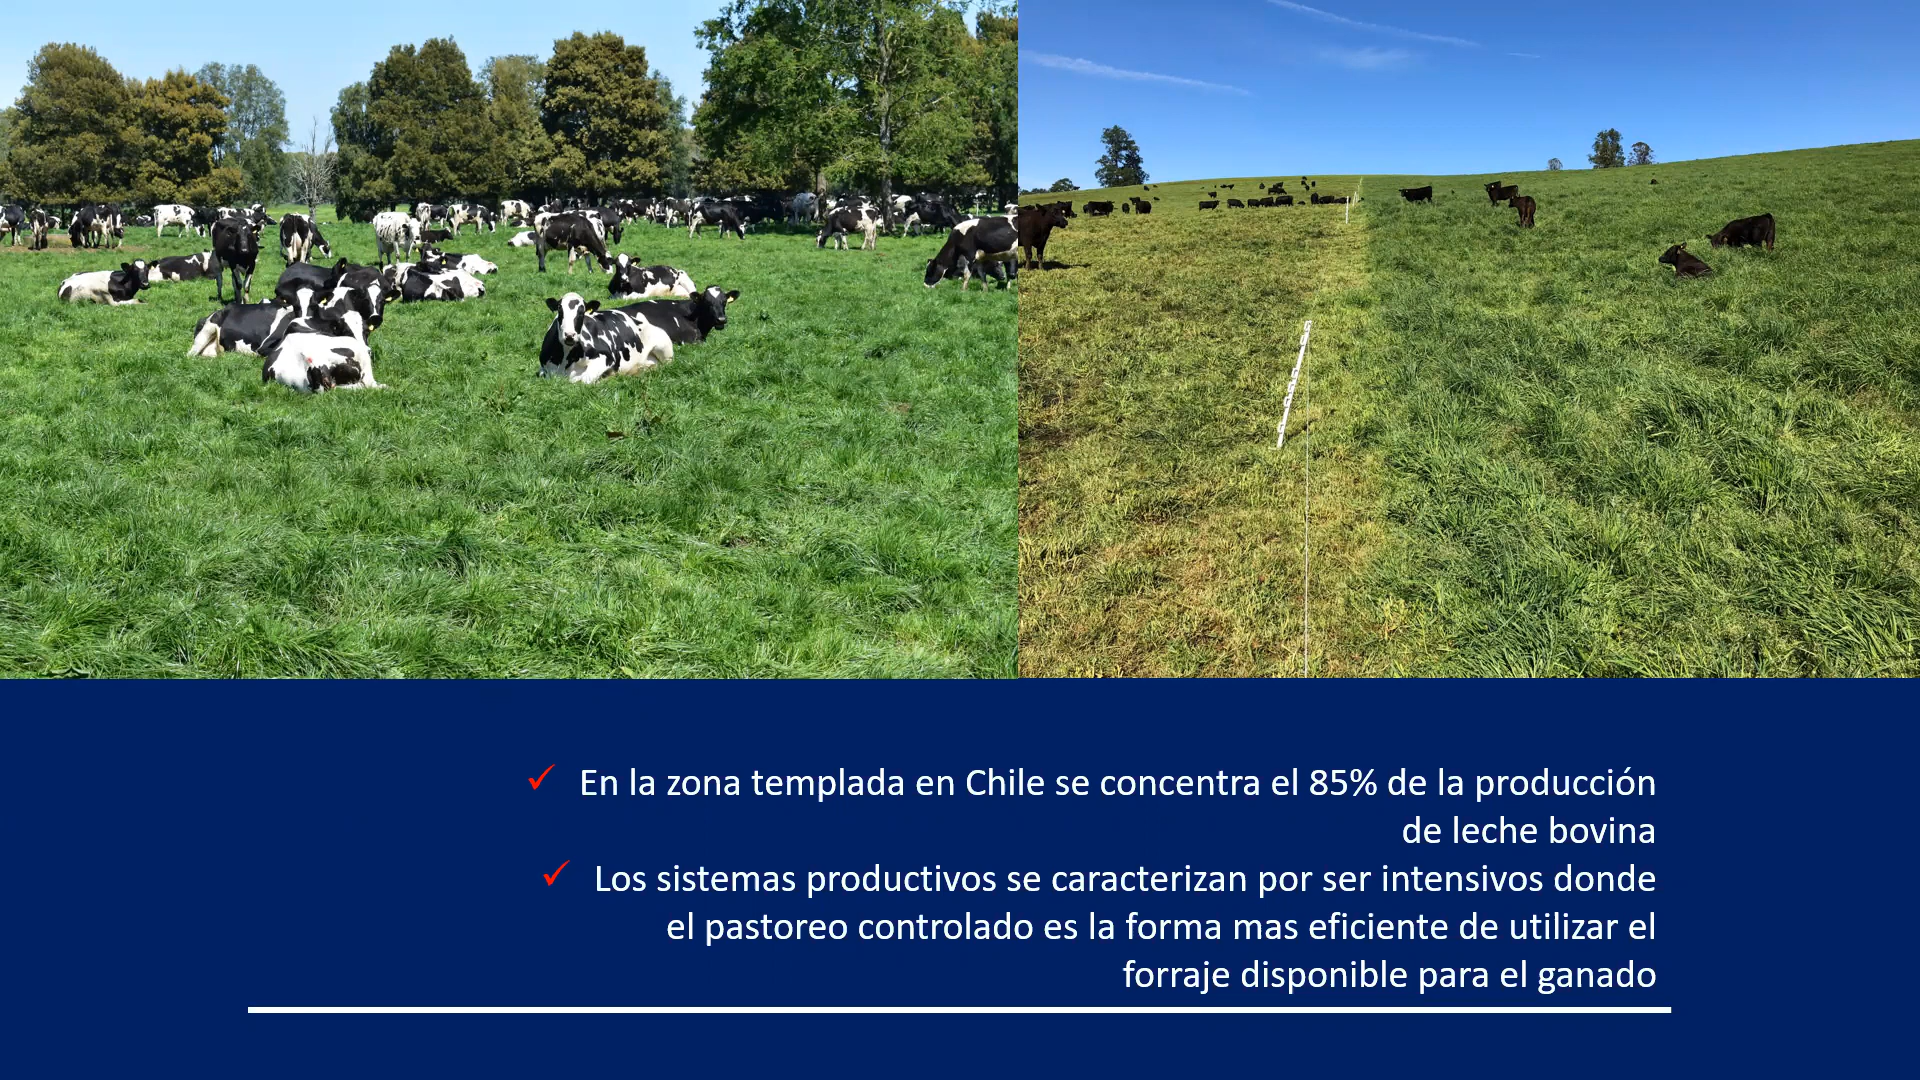 ✓ En la zona templada en Chile se concentra el 85% de la producción
de leche bovina
✓ Los sistemas productivos se caracterizan por ser intensivos donde
el pastoreo controlado es la forma mas eficiente de utilizar el
forraje disponible para el ganado